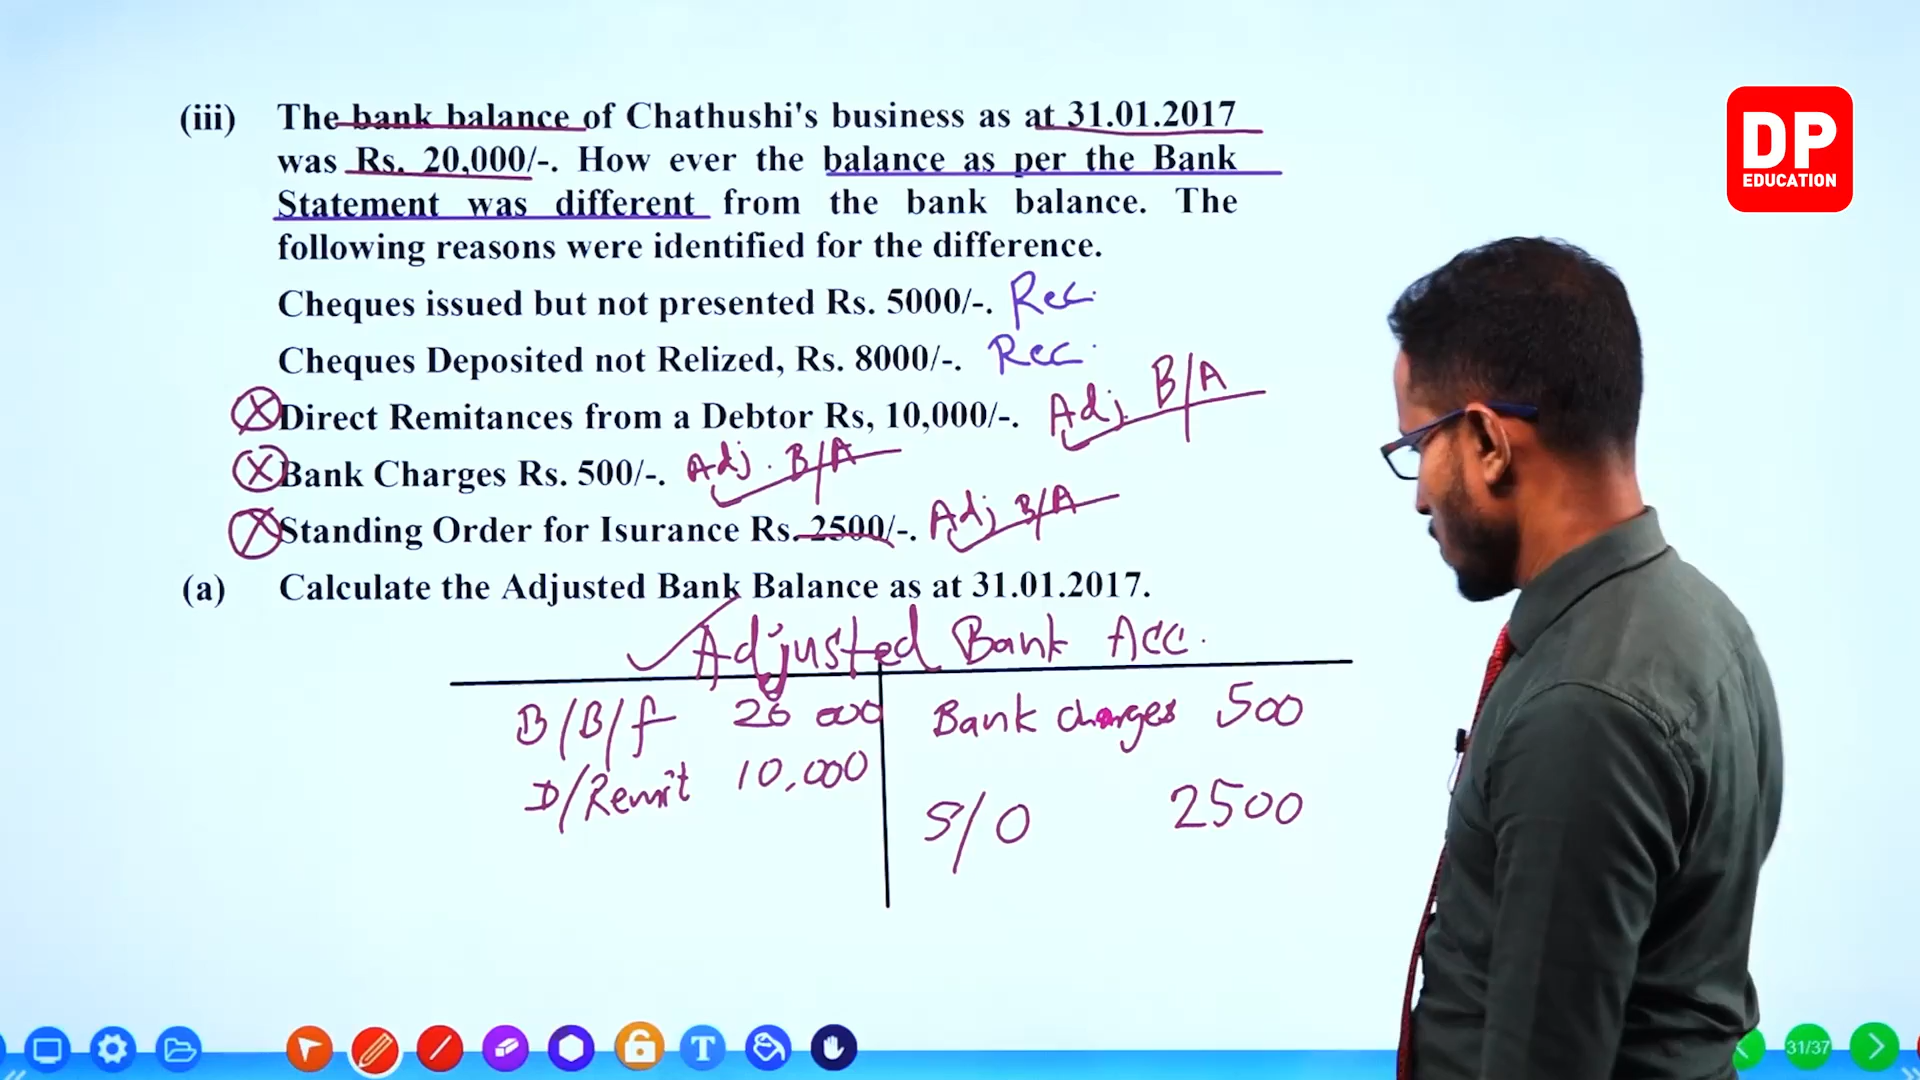 DP
EDUCATION
(iii) The bank balance of Chathushi's business as at 31.01.2017
was Rs. 20,000/-. How ever the balance as per the Bank
Statement was different from the bank balance. The
following reasons were identified for the difference.
Cheques issued but not presented Rs. 5000/-. Rec.
Cheques Deposited not Relized, Rs. 8000/-. Rec.
Direct Remitances from a Debtor Rs, 10,000/-. Adj. B/A
Bank Charges Rs. 500/-. Adj. B/A
Standing Order for Isurance Rs. 2500/-. Adj B/A
(a) Calculate the Adjusted Bank Balance as at 31.01.2017.
Adjusted Bank Acc.
B/B/f 20 000 Bank charges 500
D/Remit 10,000
S/O 2500
T
31/37